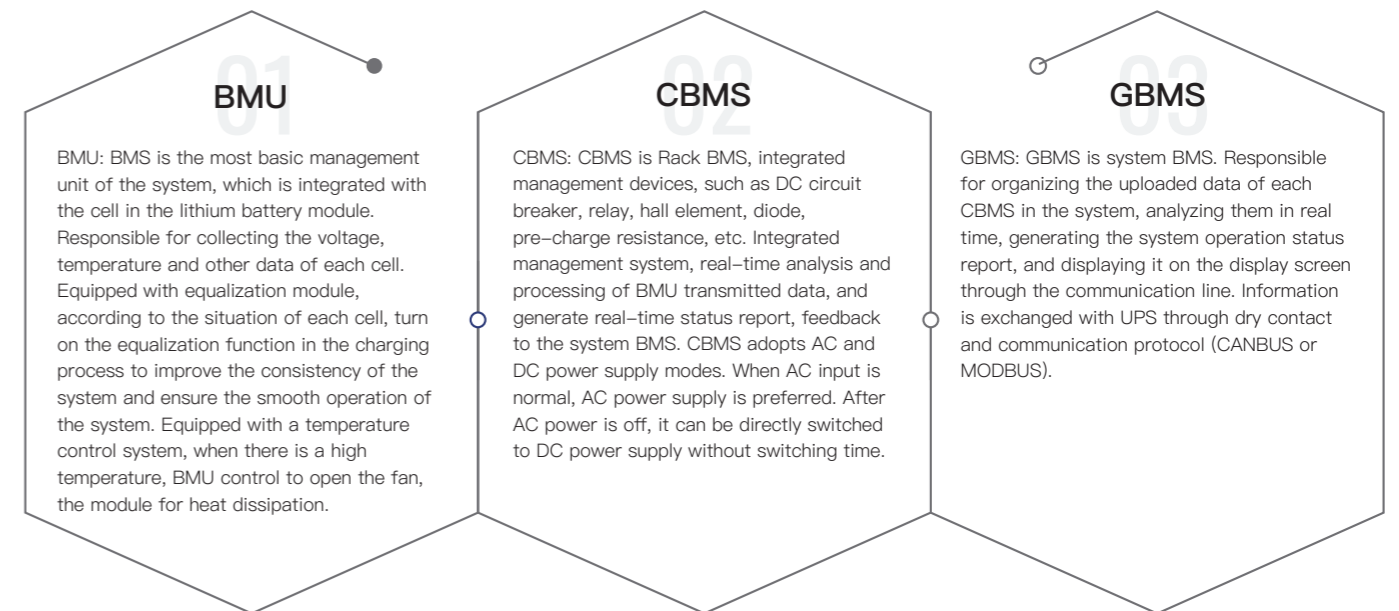 01
BMU
BMU: BMS is the most basic management
unit of the system, which is integrated with
the cell in the lithium battery module.
Responsible for collecting the voltage,
temperature and other data of each cell.
Equipped with equalization module,
according to the situation of each cell, turn
on the equalization function in the charging
process to improve the consistency of the
system and ensure the smooth operation of
the system. Equipped with a temperature
control system, when there is a high
temperature, BMU control to open the fan,
the module for heat dissipation.
02
CBMS
CBMS: CBMS is Rack BMS, integrated
management devices, such as DC circuit
breaker, relay, hall element, diode,
pre-charge resistance, etc. Integrated
management system, real-time analysis and
processing of BMU transmitted data, and
generate real-time status report, feedback
to the system BMS. CBMS adopts AC and
DC power supply modes. When AC input is
normal, AC power supply is preferred. After
AC power is off, it can be directly switched
to DC power supply without switching time.
03
GBMS
GBMS: GBMS is system BMS. Responsible
for organizing the uploaded data of each
CBMS in the system, analyzing them in real
time, generating the system operation status
report, and displaying it on the display screen
through the communication line. Information
is exchanged with UPS through dry contact
and communication protocol (CANBUS or
MODBUS).